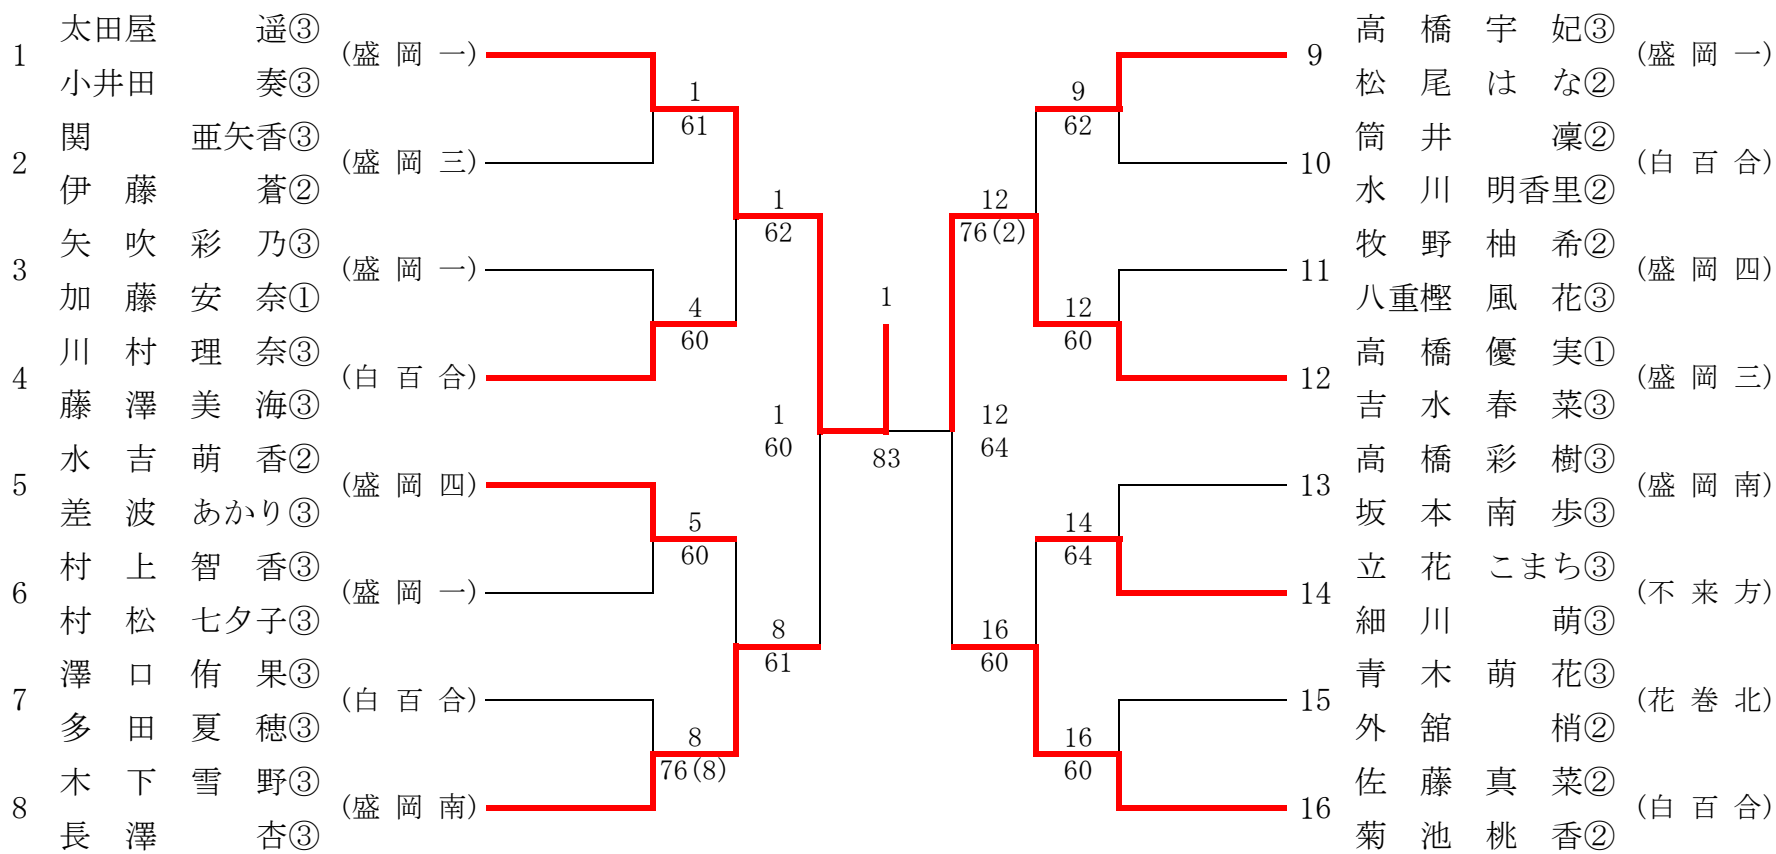 1 太田屋 遥③ (盛岡一)
小井田 奏③
2 関 亜矢香③ (盛岡三)
伊藤 蒼②
3 矢吹彩乃③ (盛岡一)
加藤安奈①
4 川村理奈③ (白百合)
藤澤美海③
5 水吉萌香② (盛岡四)
差波あかり③
6 村上智香③ (盛岡一)
村松七夕子③
7 澤口侑果③ (白百合)
多田夏穂③
8 木下雪野③ (盛岡南)
長澤 杏③
1
61
4
60
5
60
8
76(8)
1
62
8
61
1
60
1
83
12
64
12
76(2)
16
60
9
62
12
60
14
64
16
60
9 高橋宇妃③ (盛岡一)
松尾はな②
10 筒井 凜② (白百合)
水川明香里②
11 牧野柚希② (盛岡四)
八重樫風花③
12 高橋優実① (盛岡三)
吉水春菜③
13 高橋彩樹③ (盛岡南)
坂本南歩③
14 立花こまち③ (不来方)
細川 萌③
15 青木萌花③ (花巻北)
外舘 梢②
16 佐藤真菜② (白百合)
菊池桃香②